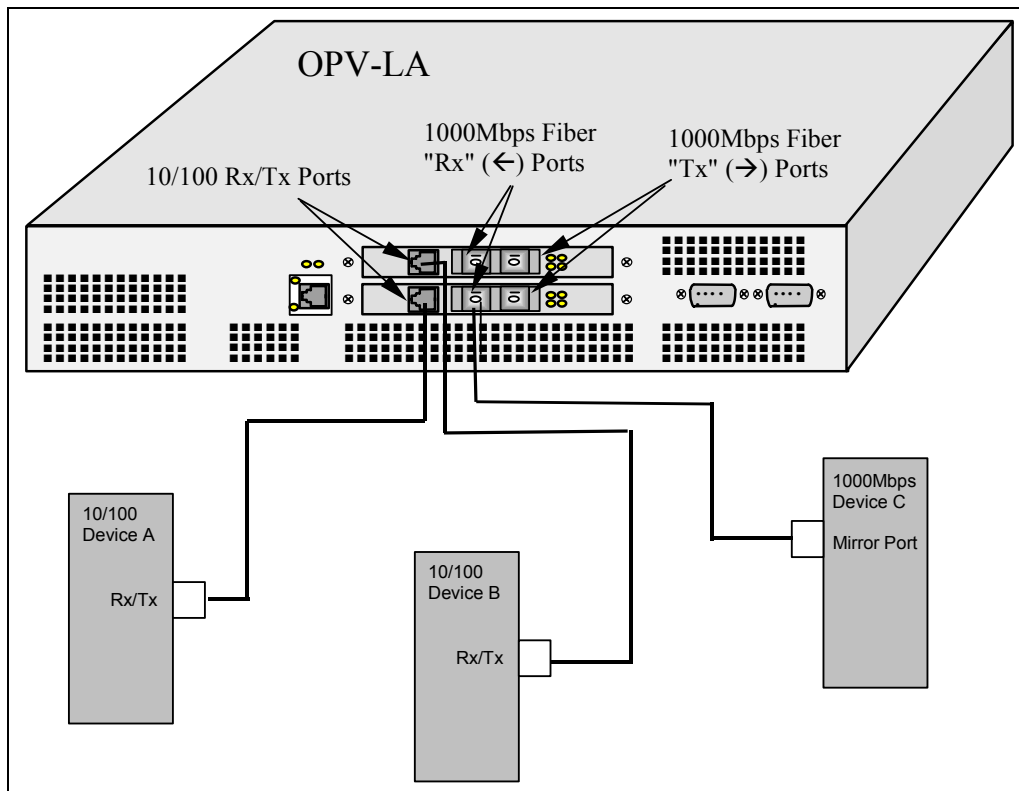 OPV-LA
1000Mbps Fiber
"Rx" (←) Ports
1000Mbps Fiber
"Tx" (→) Ports
10/100 Rx/Tx Ports
10/100
Device A
Rx/Tx
10/100
Device B
Rx/Tx
1000Mbps
Device C
Mirror Port